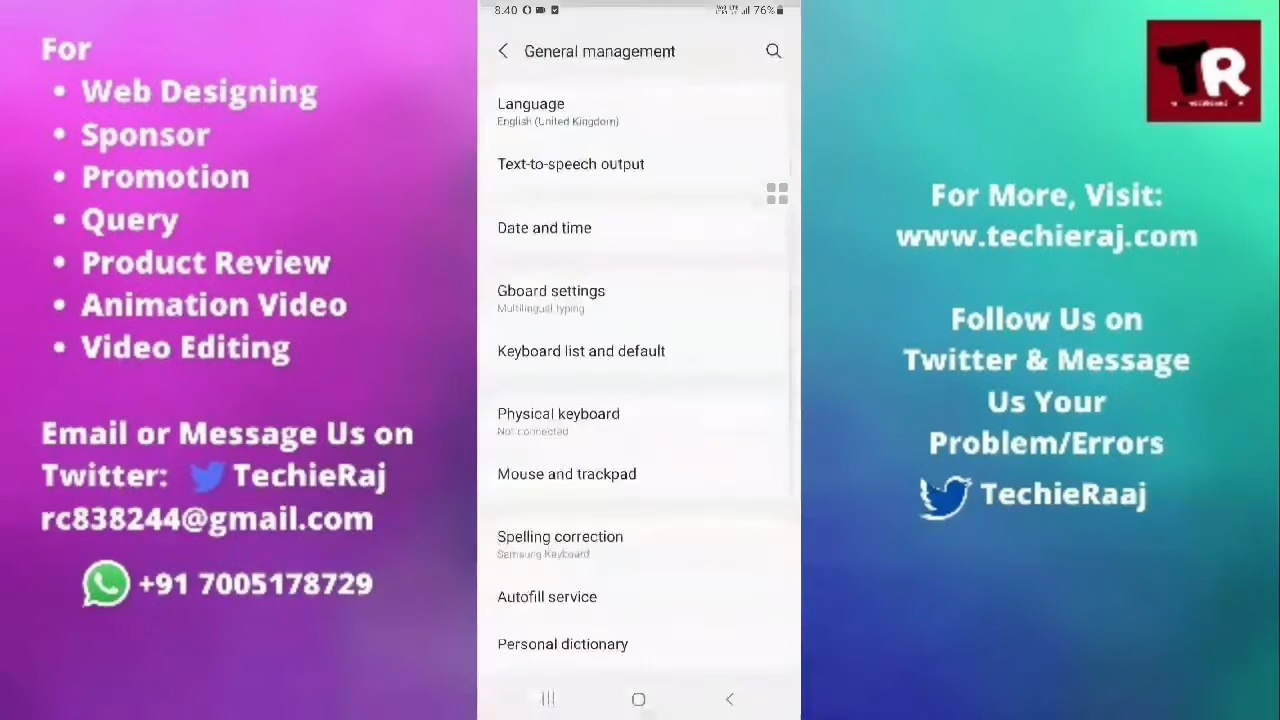 For
• Web Designing
• Sponsor
• Promotion
• Query
• Product Review
• Animation Video
• Video Editing
Email or Message Us on
Twitter: TechieRaj
rc838244@gmail.com
+91 7005178729
8:40
76%
General management
Language
English (United Kingdom)
Text-to-speech output
Date and time
Gboard settings
Multilingual typing
Keyboard list and default
Physical keyboard
Not connected
Mouse and trackpad
Spelling correction
Samsung Keyboard
Autofill service
Personal dictionary
TR
For More, Visit:
www.techieraj.com
Follow Us on
Twitter & Message
Us Your
Problem/Errors
TechieRaaj